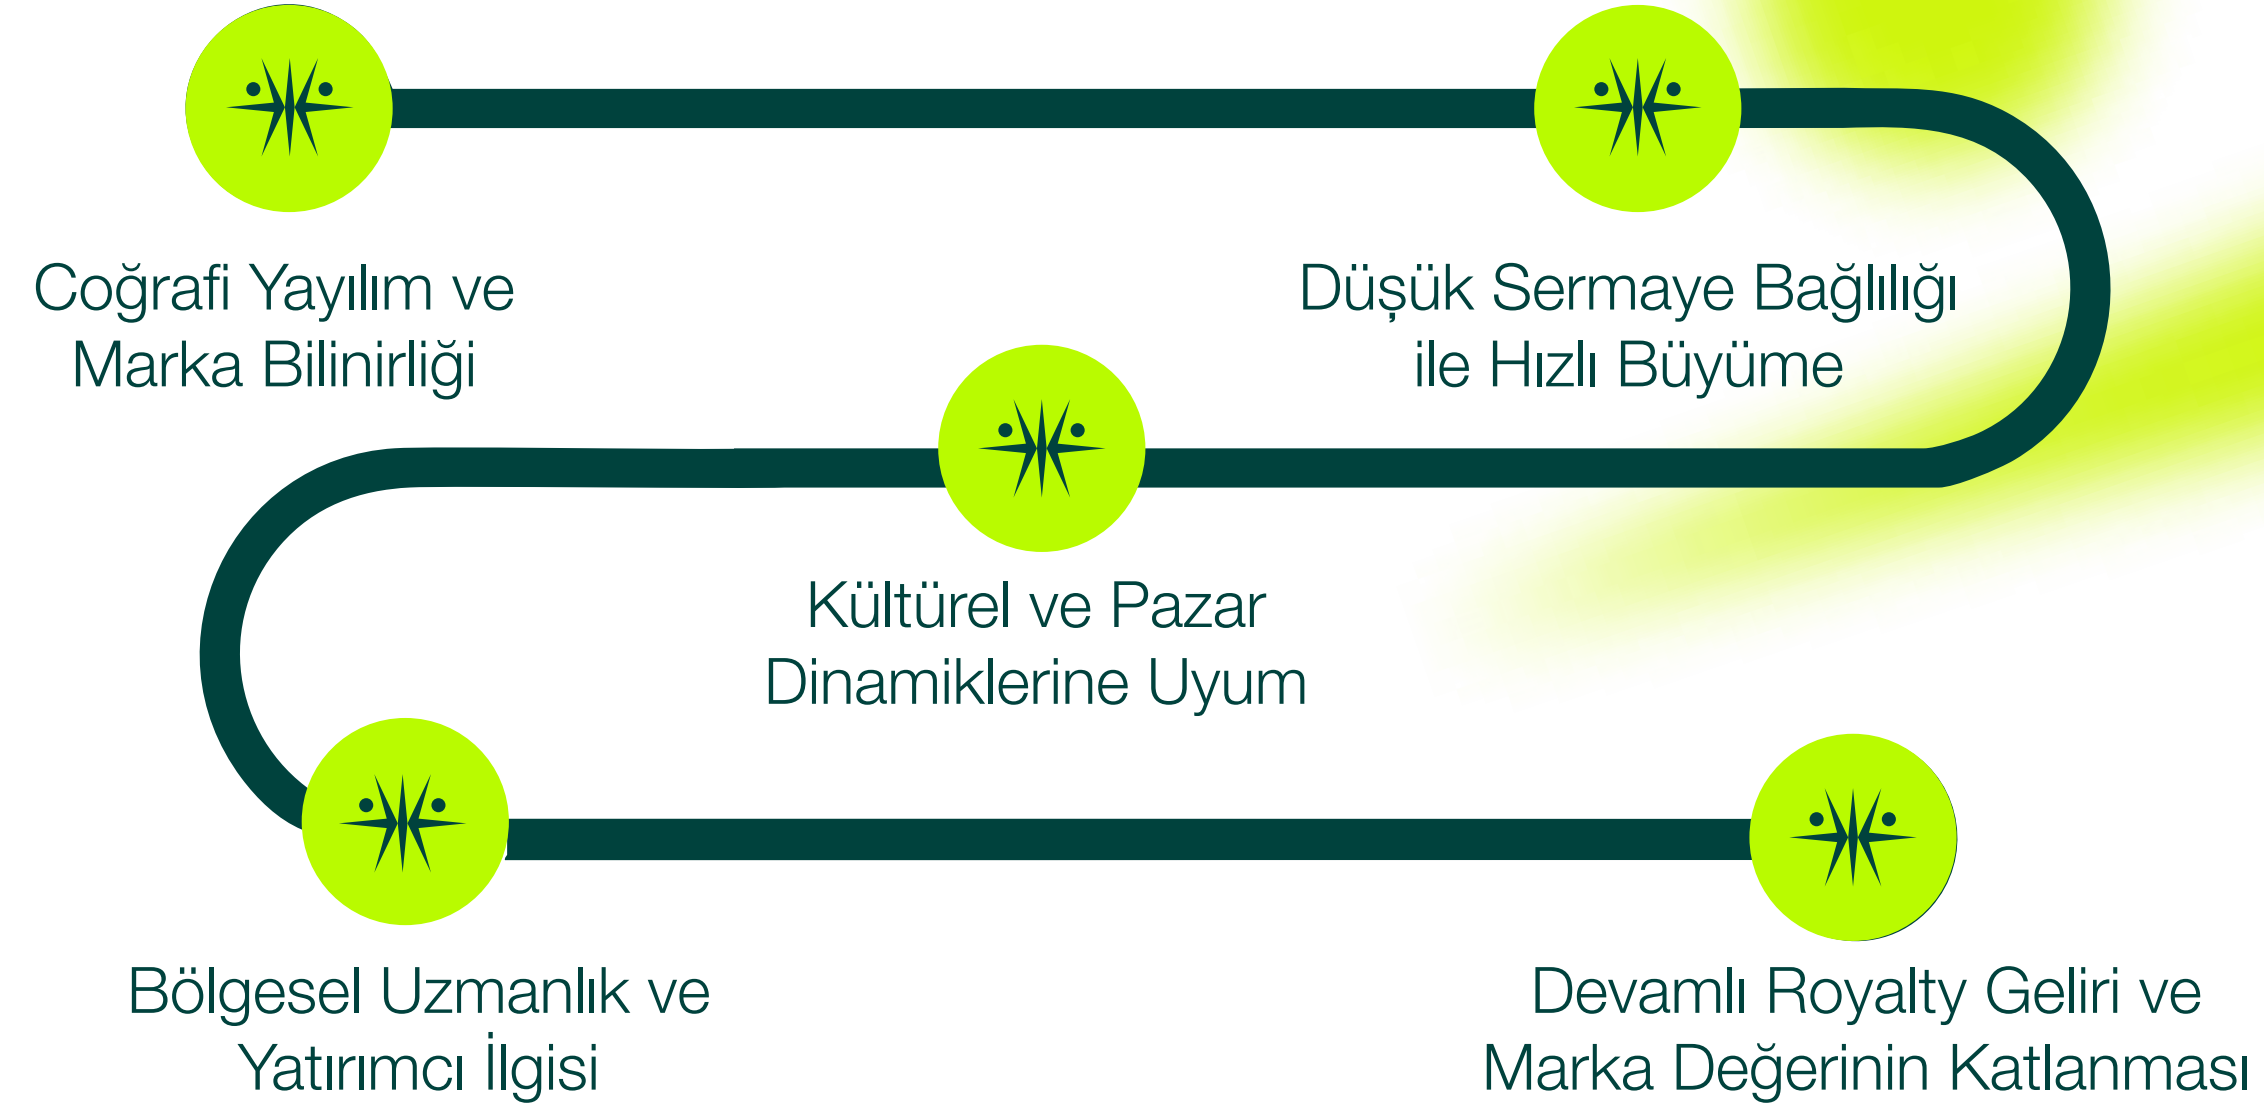 Coğrafi Yayılım ve
Marka Bilinirliği
Düşük Sermaye Bağlılığı
ile Hızlı Büyüme
Kültürel ve Pazar
Dinamiklerine Uyum
Bölgesel Uzmanlık ve
Yatırımcı İlgisi
Devamlı Royalty Geliri ve
Marka Değerinin Katlanması